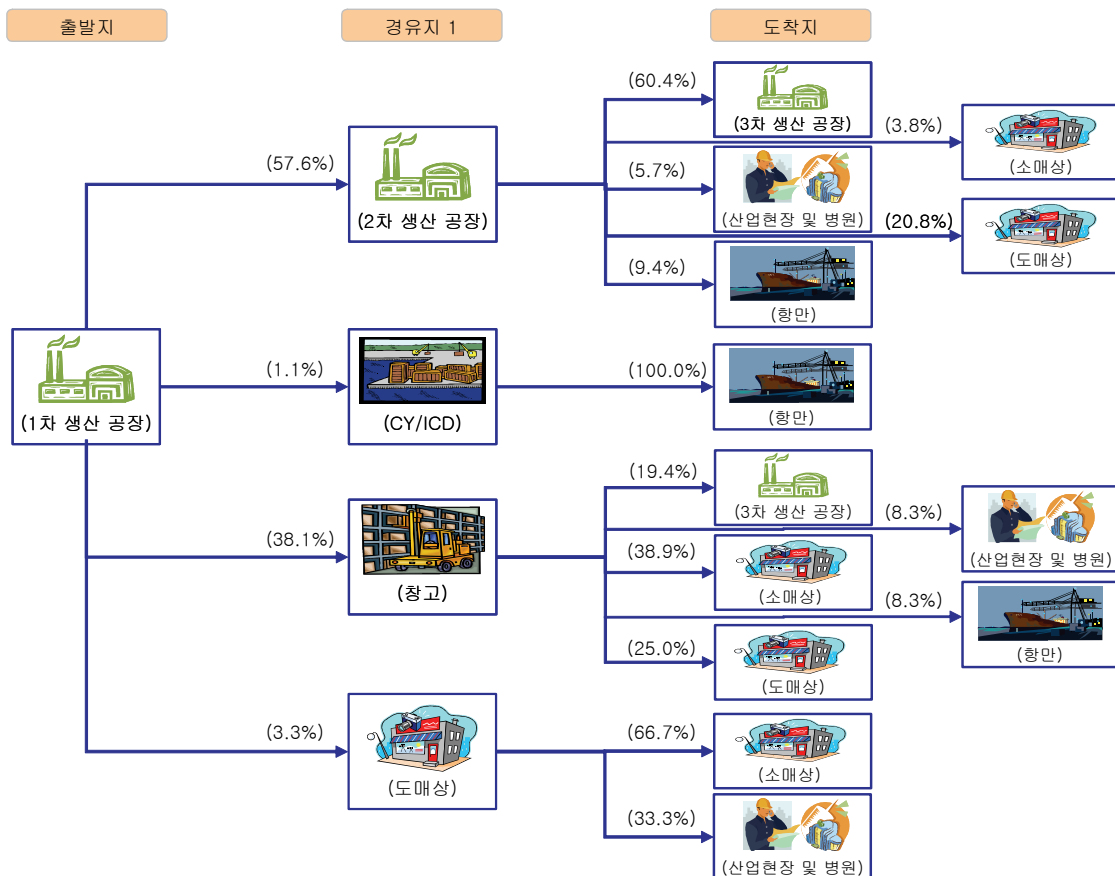 출발지
경유지 1
도착지
(60.4%)
(3차 생산 공장)
(3.8%)
(소매상)
(57.6%)
(2차 생산 공장)
(5.7%)
(산업현장 및 병원)
(20.8%)
(도매상)
(9.4%)
(항만)
(1차 생산 공장)
(1.1%)
(CY/ICD)
(100.0%)
(항만)
(19.4%)
(3차 생산 공장)
(8.3%)
(산업현장 및 병원)
(38.1%)
(창고)
(38.9%)
(소매상)
(8.3%)
(항만)
(25.0%)
(도매상)
(3.3%)
(도매상)
(66.7%)
(소매상)
(33.3%)
(산업현장 및 병원)